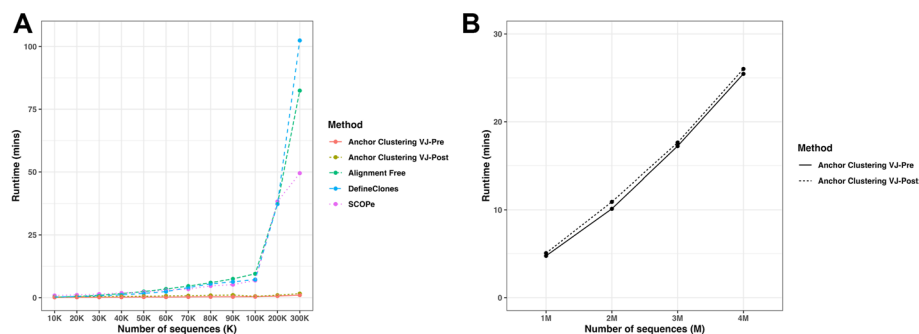 A
Runtime (mins)
100
75
50
25
0
10K 20K 30K 40K 50K 60K 70K 80K 90K 100K 200K 300K
Number of sequences (K)
Method
Anchor Clustering VJ-Pre
Anchor Clustering VJ-Post
Alignment Free
DefineClones
SCOPe
B
Runtime (mins)
30
20
10
0
1M 2M 3M 4M
Number of sequences (M)
Method
Anchor Clustering VJ-Pre
Anchor Clustering VJ-Post